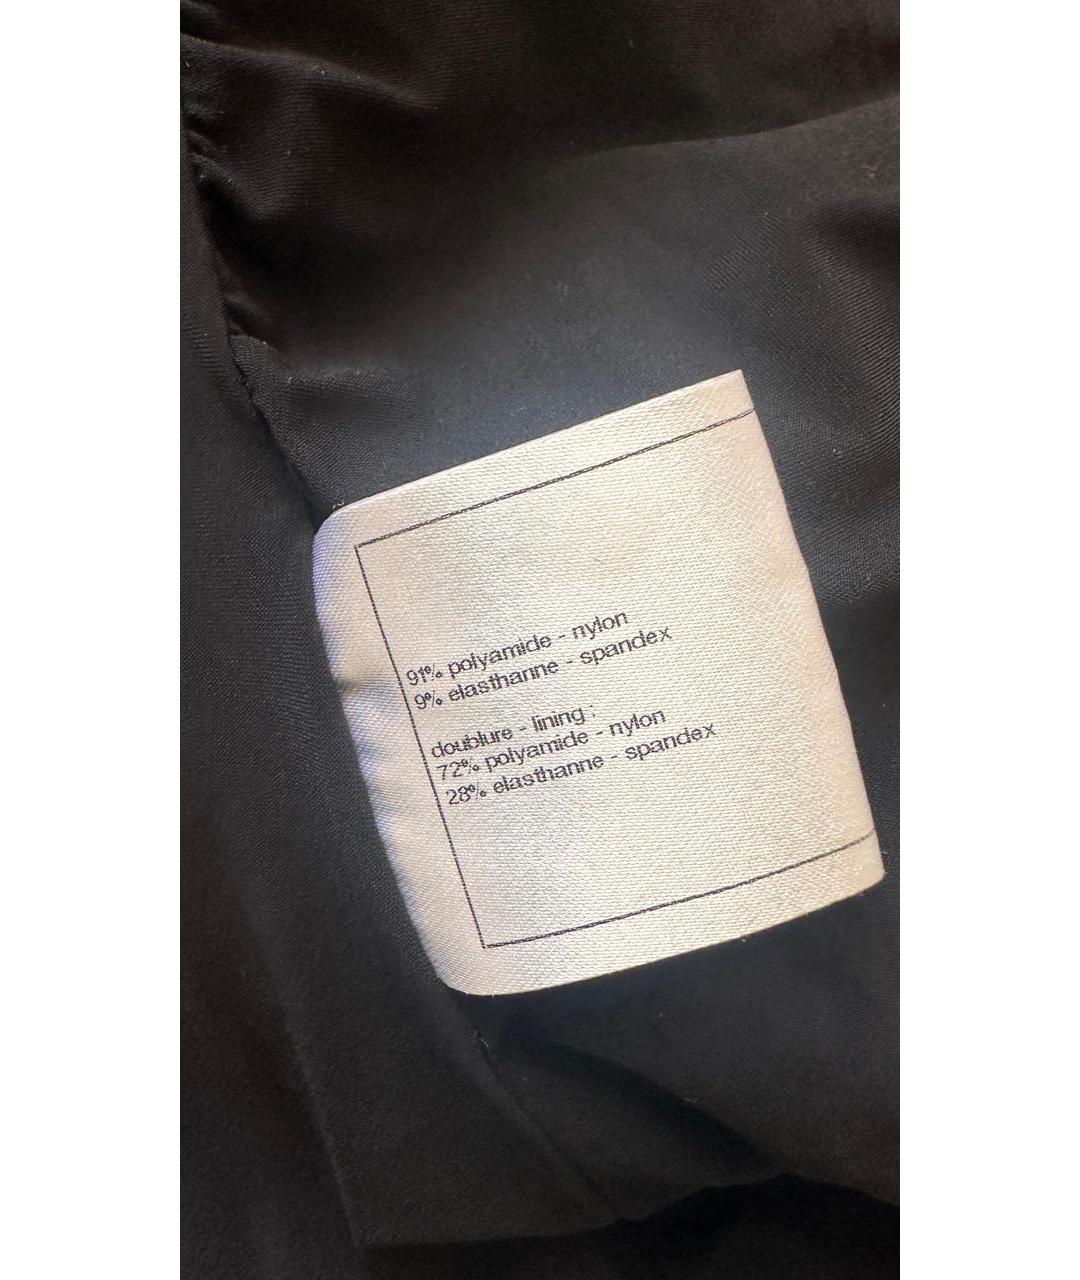 91% polyamide - nylon
9% elasthanne - spandex
doublure - lining :
72% polyamide - nylon
28% elasthanne - spandex